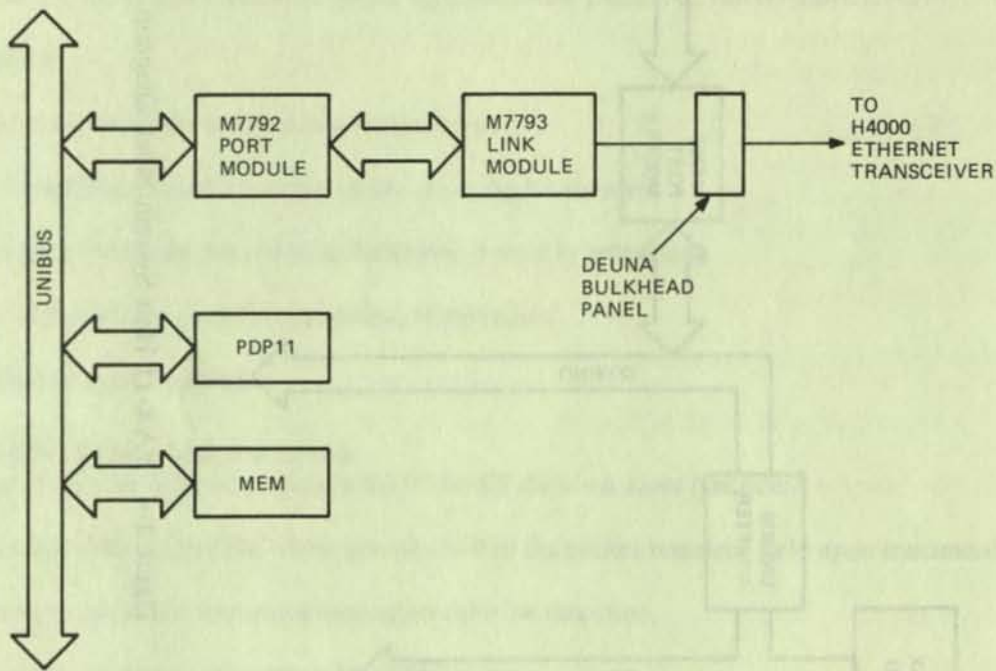 UNIBUS
M7792
PORT
MODULE
M7793
LINK
MODULE
TO
H4000
ETHERNET
TRANSCEIVER
DEUNA
BULKHEAD
PANEL
PDP11
MEM